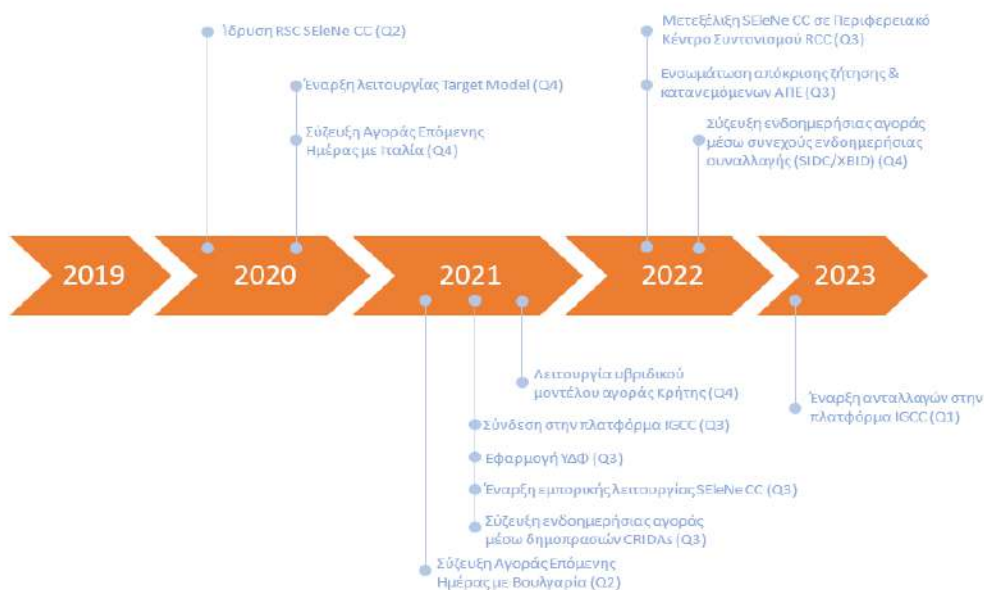 Ίδρυση RSC SEleNe CC (Q2)
Έναρξη λειτουργίας Target Model (Q4)
Σύζευξη Αγοράς Επόμενης
Ημέρας με Ιταλία (Q4)
Μετεξέλιξη SEleNe CC σε Περιφερειακό
Κέντρο Συντονισμού RCC (Q3)
Ενσωμάτωση απόκρισης ζήτησης &
κατανεμόμενων ΑΠΕ (Q3)
Σύζευξη ενδοημερήσιας αγοράς
μέσω συνεχούς ενδοημερήσιας
συναλλαγής (SIDC/XBID) (Q4)
2019
2020
2021
2022
2023
Λειτουργία υβριδικού
μοντέλου αγοράς Κρήτης (Q4)
Σύνδεση στην πλατφόρμα IGCC (Q3)
Εφαρμογή ΥΔΦ (Q3)
Έναρξη εμπορικής λειτουργίας SEleNe CC (Q3)
Σύζευξη ενδοημερήσιας αγοράς
μέσω δημοπρασιών CRIDAs (Q3)
Σύζευξη Αγοράς Επόμενης
Ημέρας με Βουλγαρία (Q2)
Έναρξη ανταλλαγών στην
πλατφόρμα IGCC (Q1)